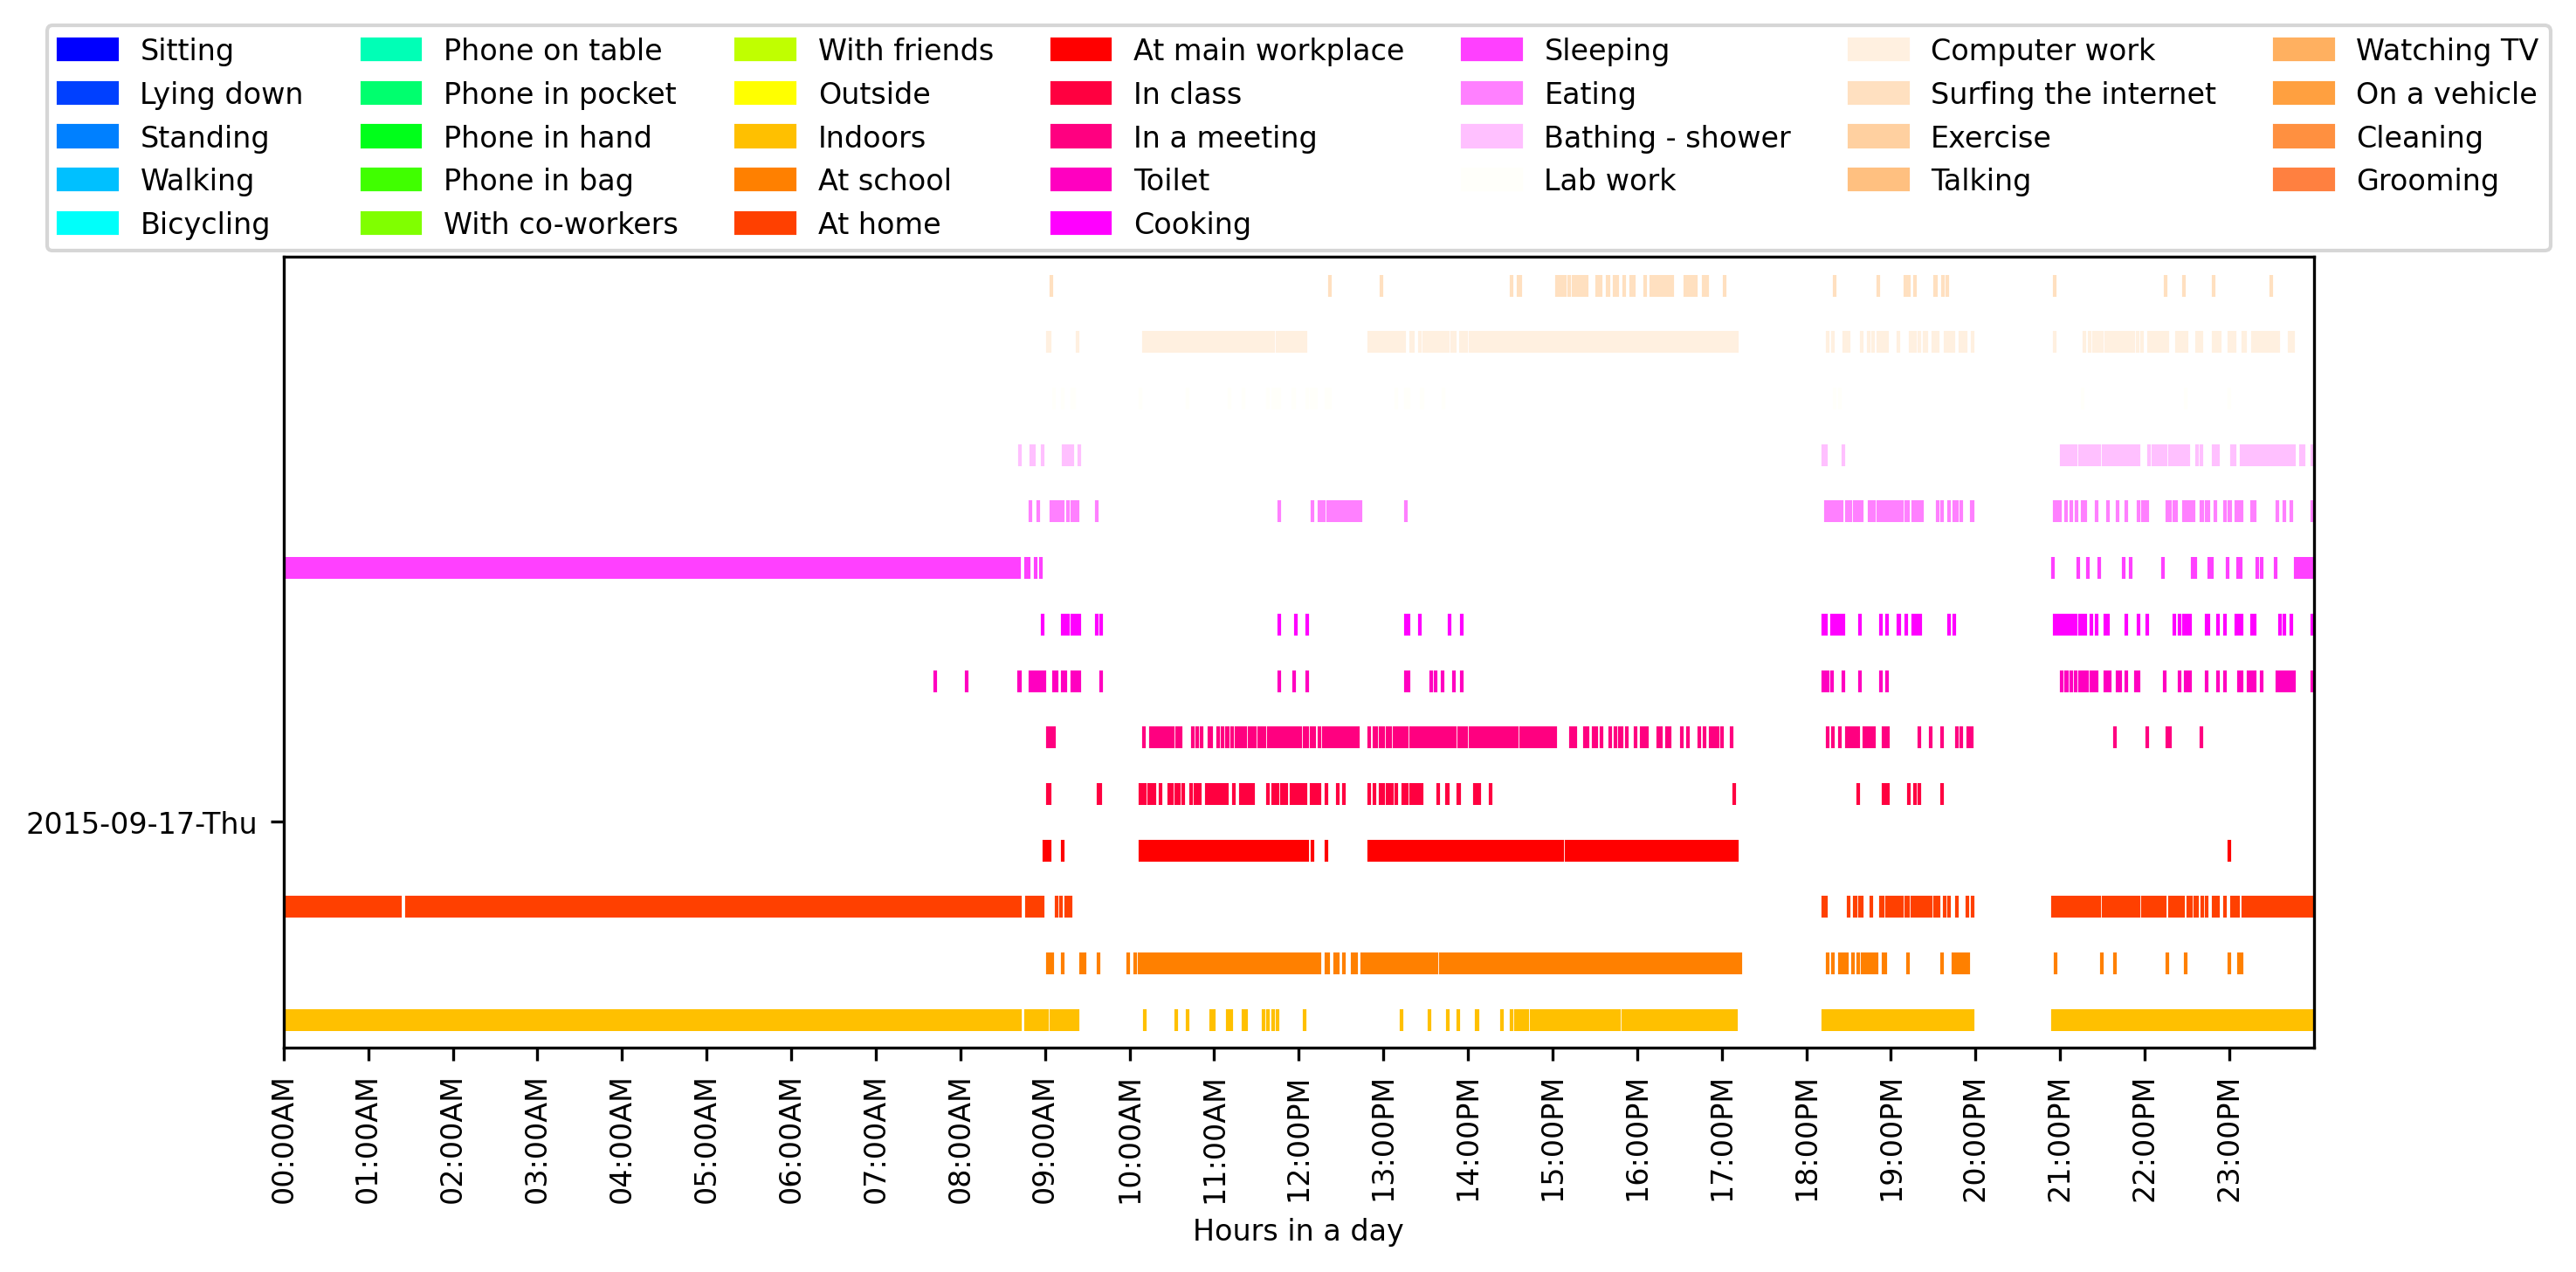 Sitting
Lying down
Standing
Walking
Bicycling
Phone on table
Phone in pocket
Phone in hand
Phone in bag
With co-workers
With friends
Outside
Indoors
At school
At home
At main workplace
In class
In a meeting
Toilet
Cooking
Sleeping
Eating
Bathing - shower
Lab work
Computer work
Surfing the internet
Exercise
Talking
Watching TV
On a vehicle
Cleaning
Grooming
2015-09-17-Thu
00:00AM
01:00AM
02:00AM
03:00AM
04:00AM
05:00AM
06:00AM
07:00AM
08:00AM
09:00AM
10:00AM
11:00AM
12:00PM
13:00PM
14:00PM
15:00PM
16:00PM
17:00PM
18:00PM
19:00PM
20:00PM
21:00PM
22:00PM
23:00PM
Hours in a day